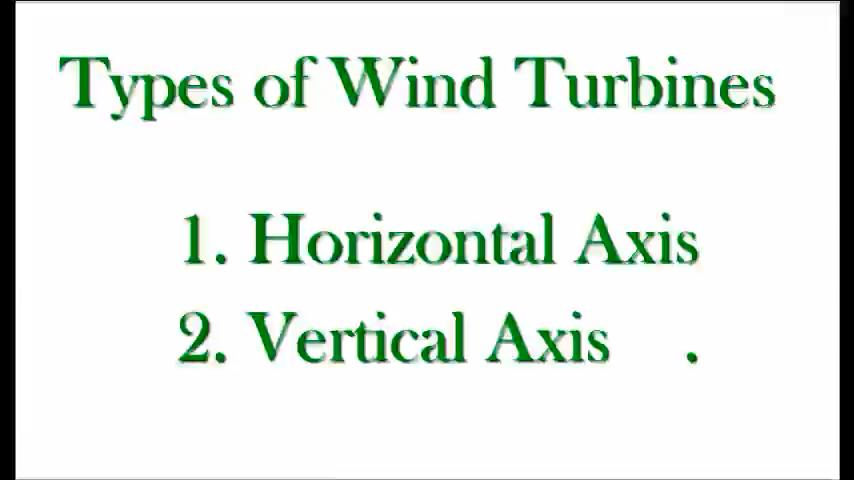 Types of Wind Turbines
1. Horizontal Axis
2. Vertical Axis .